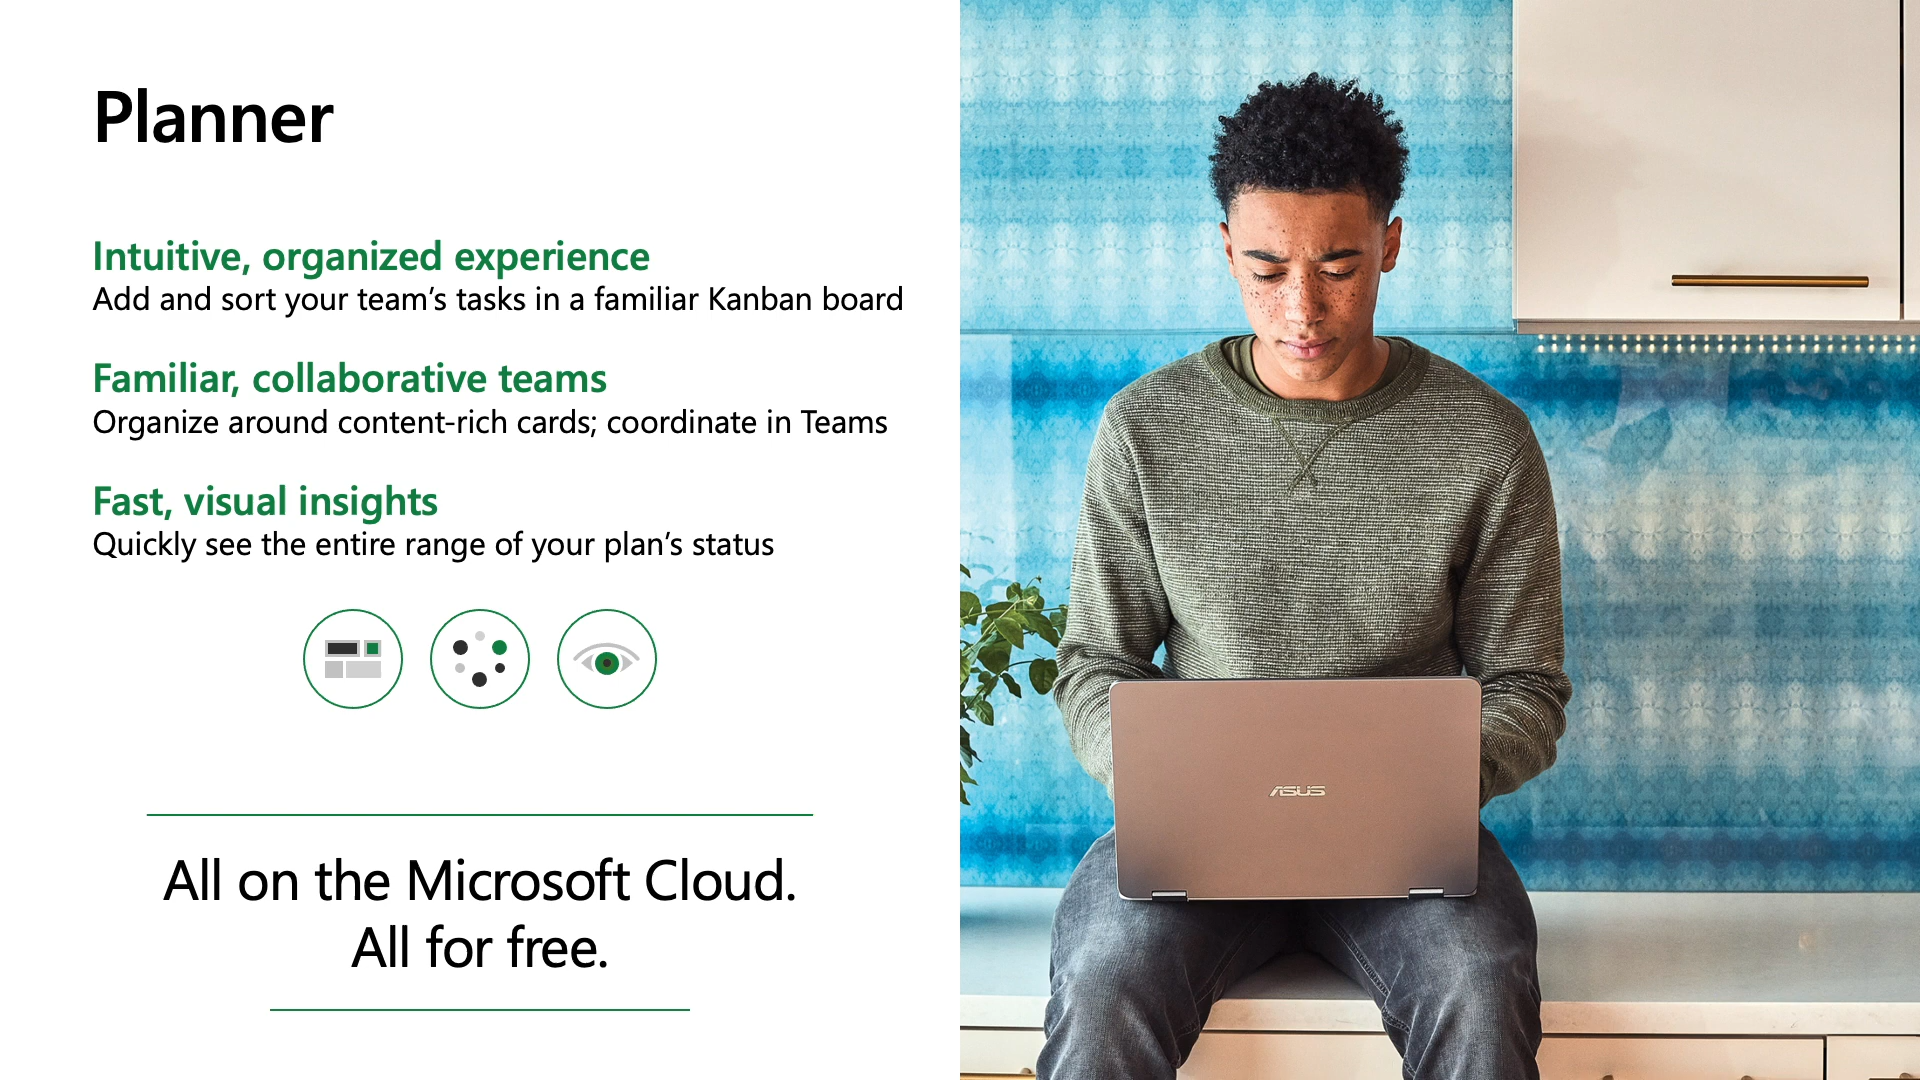 Planner
Intuitive, organized experience
Add and sort your team’s tasks in a familiar Kanban board
Familiar, collaborative teams
Organize around content-rich cards; coordinate in Teams
Fast, visual insights
Quickly see the entire range of your plan’s status
All on the Microsoft Cloud.
All for free.
ASUS